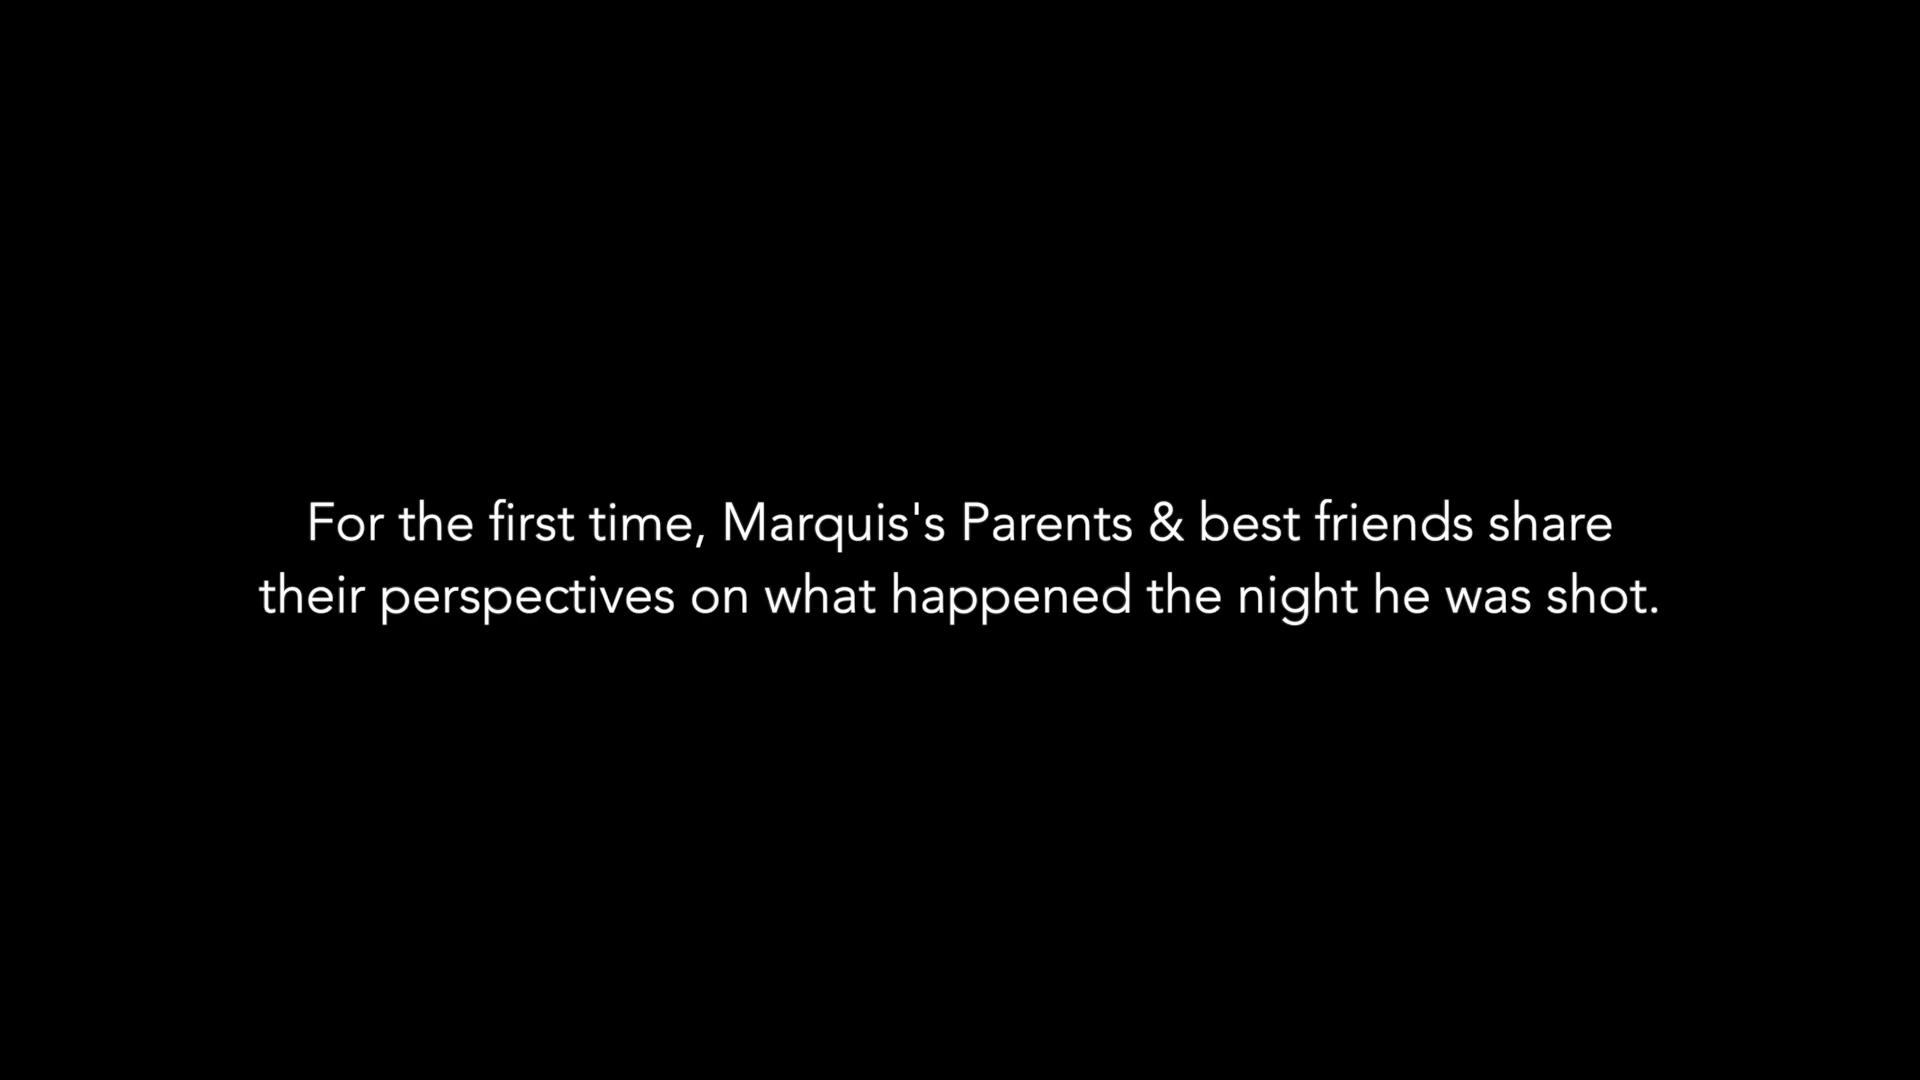 For the first time, Marquis's Parents & best friends share
their perspectives on what happened the night he was shot.